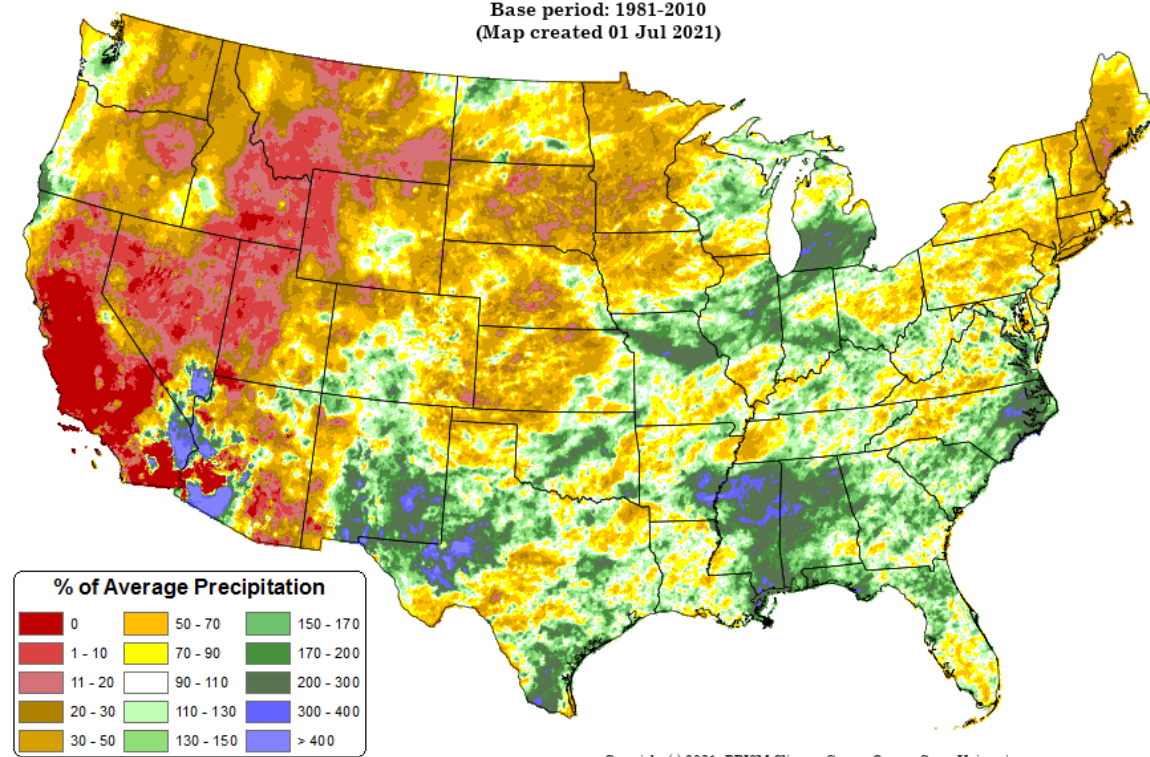 Base period: 1981-2010
(Map created 01 Jul 2021)
% of Average Precipitation
0
50 - 70
150 - 170
1 - 10
70 - 90
170 - 200
11 - 20
90 - 110
200 - 300
20 - 30
110 - 130
300 - 400
30 - 50
130 - 150
> 400